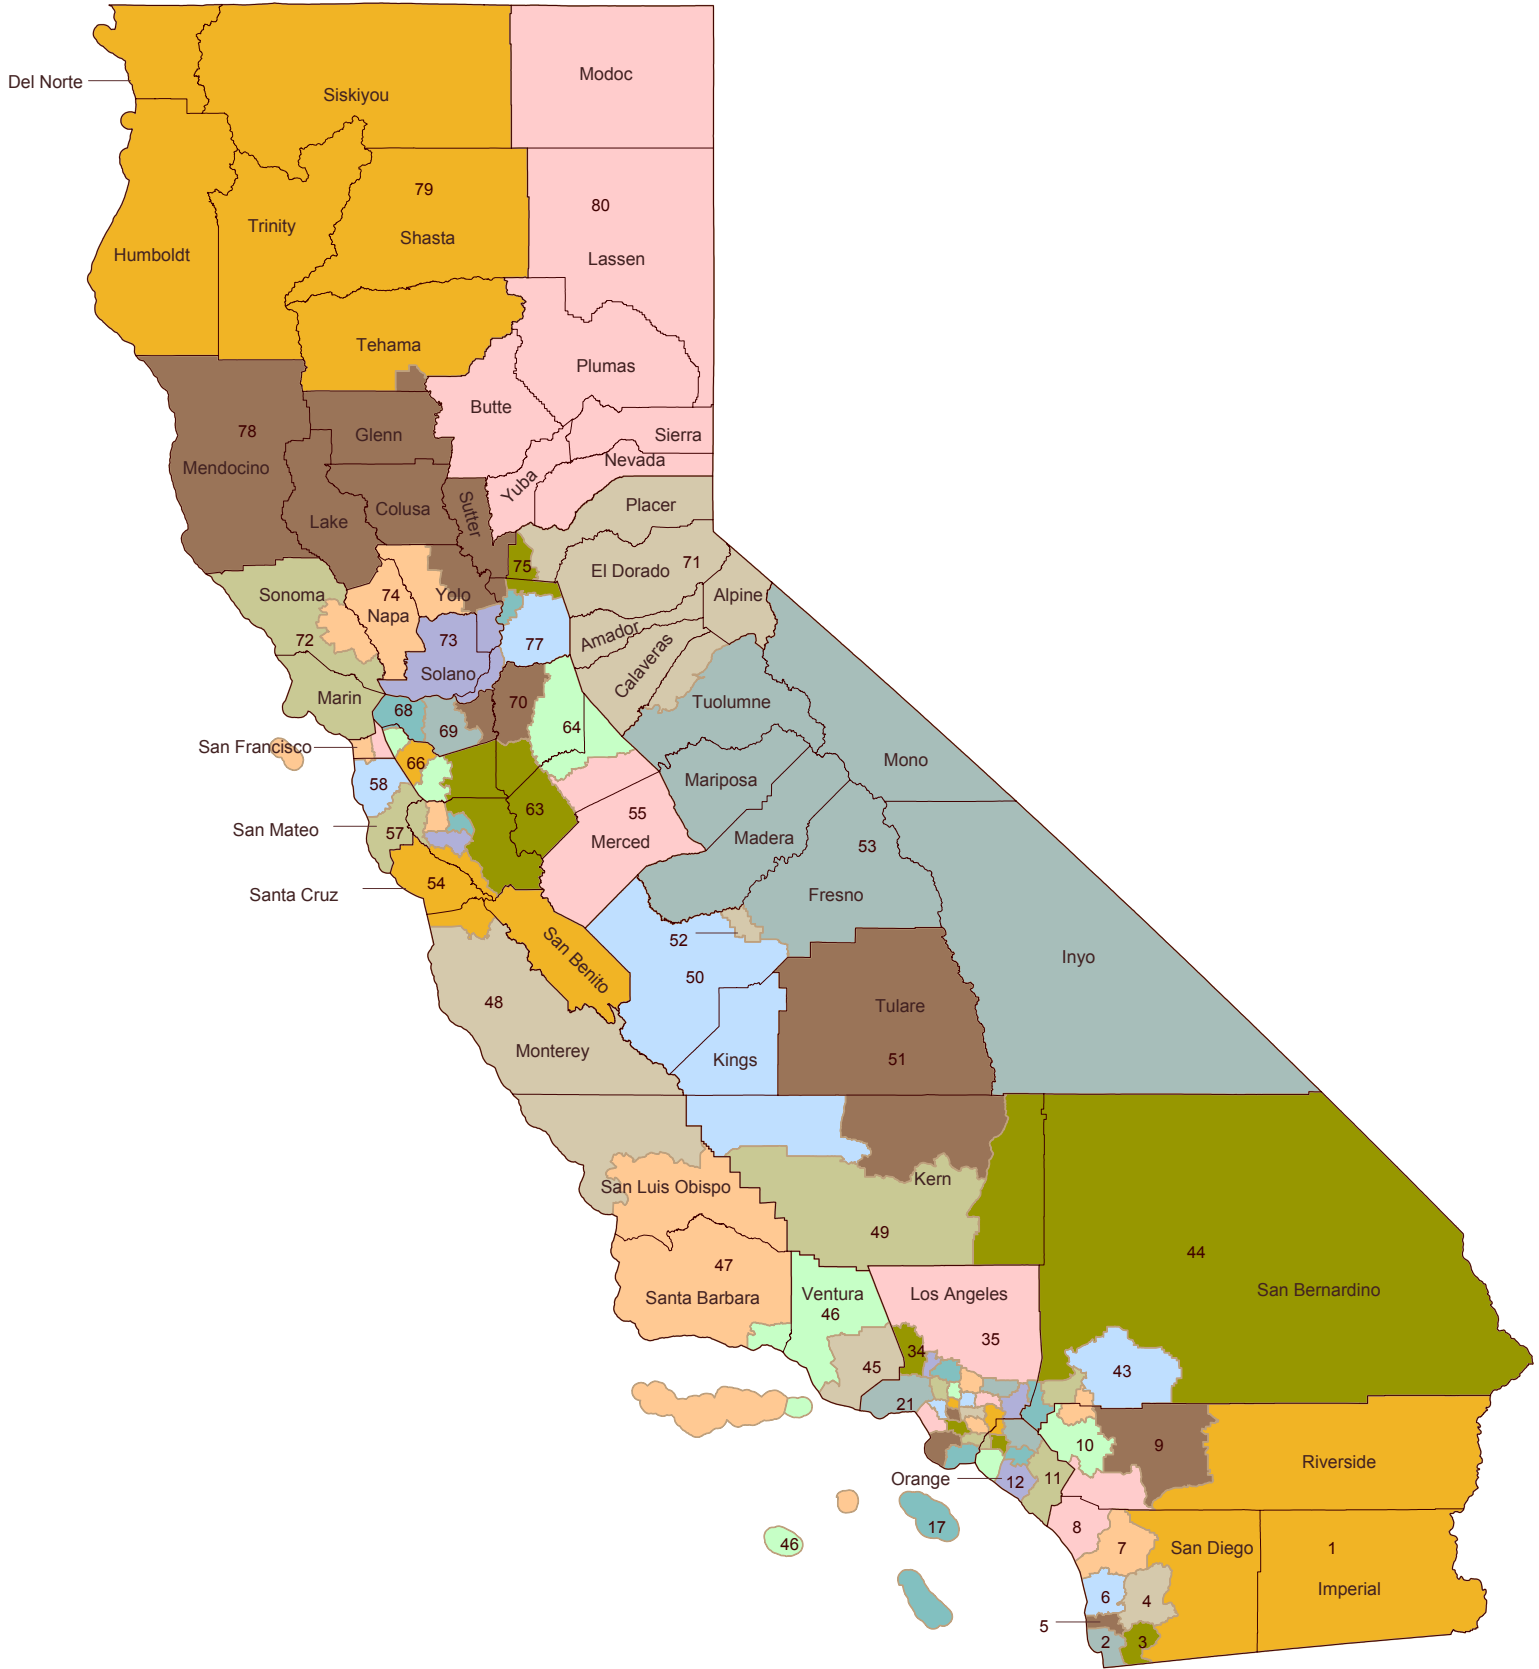 Modoc
Del Norte
Siskiyou
79
80
Trinity
Shasta
Humboldt
Lassen
Tehama
Plumas
Butte
78
Glenn
Sierra
Mendocino
Nevada
Yuba
Placer
Colusa
Sutter
Lake
75
71
El Dorado
Sonoma
74
Yolo
Alpine
Napa
72
73
77
Amador
Solano
Calaveras
Marin
70
Tuolumne
68
69
64
San Francisco
66
Mono
58
Mariposa
63
55
San Mateo
57
Merced
Madera
53
54
Santa Cruz
Fresno
52
San Benito
Inyo
50
48
Tulare
Monterey
Kings
51
Kern
San Luis Obispo
49
44
47
San Bernardino
Santa Barbara
Ventura
Los Angeles
46
35
34
45
43
21
10
9
Riverside
Orange
12
11
17
8
46
7
San Diego
1
Imperial
6
4
5
2
3